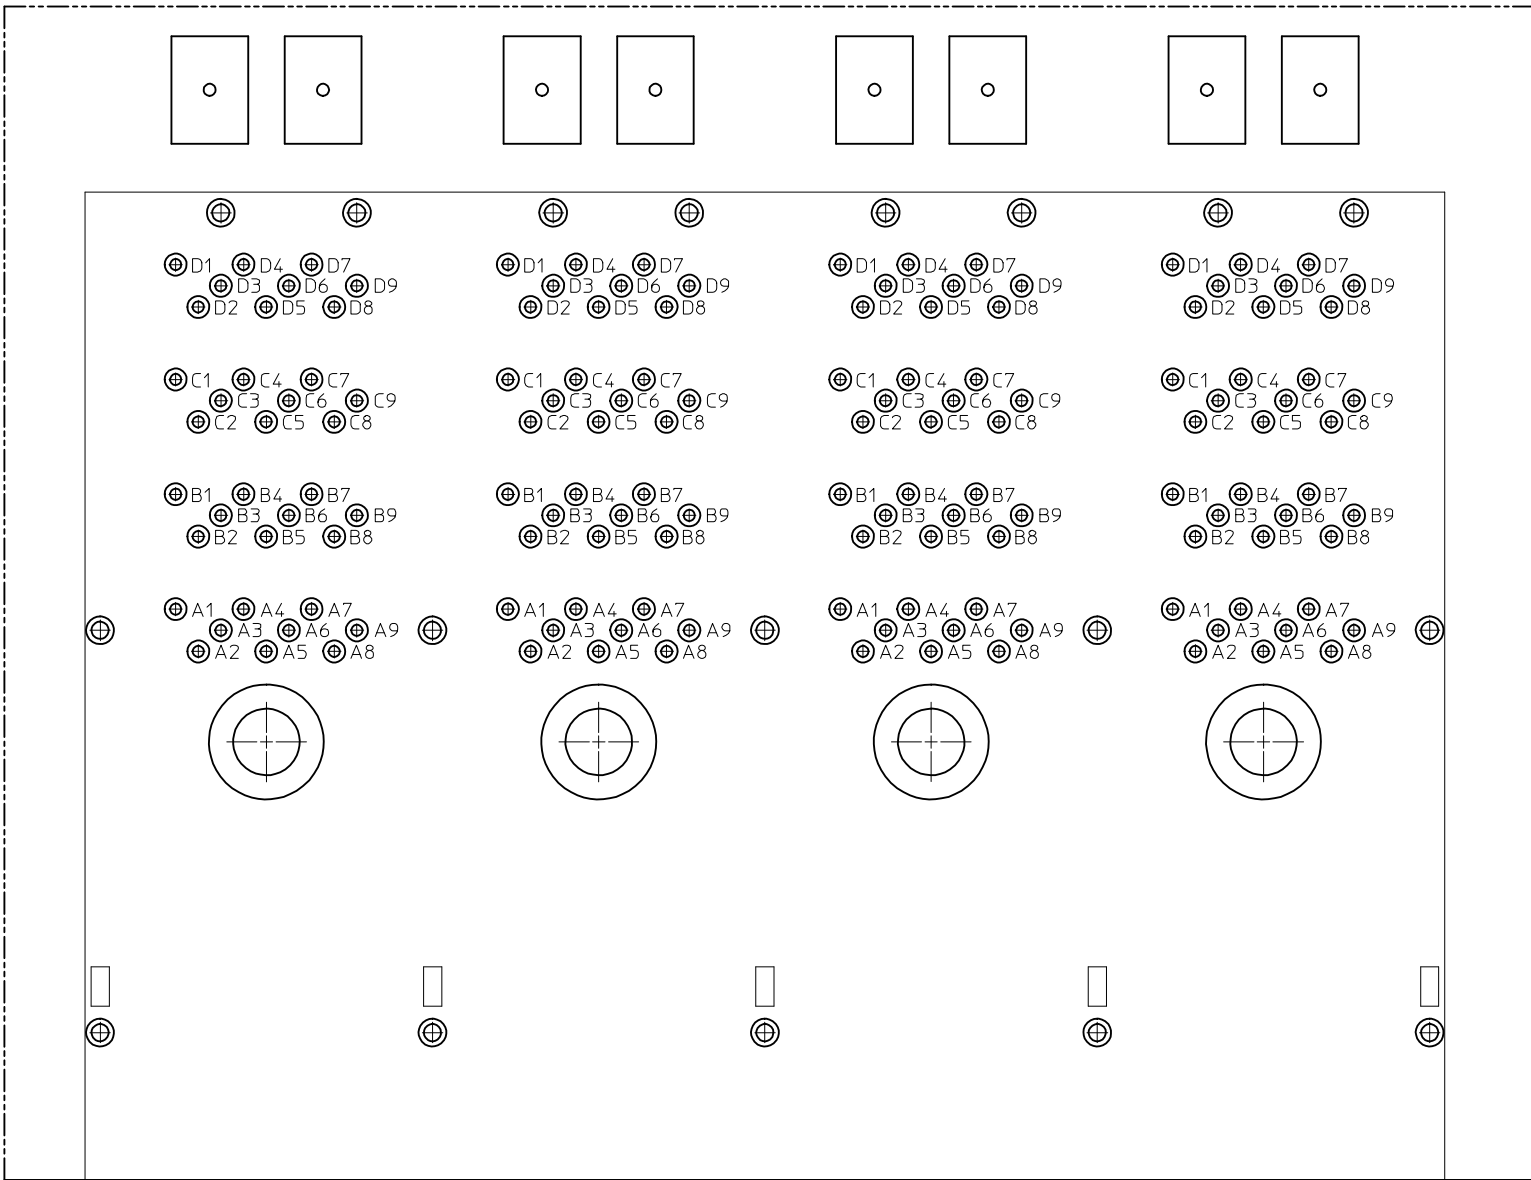 D1 D4 D7 D1 D4 D7 D1 D4 D7 D1 D4 D7
D3 D6 D9 D3 D6 D9 D3 D6 D9 D3 D6 D9
D2 D5 D8 D2 D5 D8 D2 D5 D8 D2 D5 D8
C1 C4 C7 C1 C4 C7 C1 C4 C7 C1 C4 C7
C3 C6 C9 C3 C6 C9 C3 C6 C9 C3 C6 C9
C2 C5 C8 C2 C5 C8 C2 C5 C8 C2 C5 C8
B1 B4 B7 B1 B4 B7 B1 B4 B7 B1 B4 B7
B3 B6 B9 B3 B6 B9 B3 B6 B9 B3 B6 B9
B2 B5 B8 B2 B5 B8 B2 B5 B8 B2 B5 B8
A1 A4 A7 A1 A4 A7 A1 A4 A7 A1 A4 A7
A3 A6 A9 A3 A6 A9 A3 A6 A9 A3 A6 A9
A2 A5 A8 A2 A5 A8 A2 A5 A8 A2 A5 A8